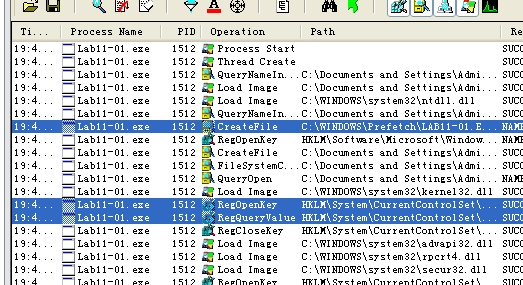 Ti... Process Name PID Operation Path Re
19:4... Lab11-01.exe 1512 Process Start SUCC
19:4... Lab11-01.exe 1512 Thread Create SUCC
19:4... Lab11-01.exe 1512 QueryNameIn... C:\Documents and Settings\Admi... SUCC
19:4... Lab11-01.exe 1512 Load Image C:\Documents and Settings\Admi... SUCC
19:4... Lab11-01.exe 1512 Load Image C:\WINDOWS\system32\ntdll.dll SUCC
19:4... Lab11-01.exe 1512 QueryNameIn... C:\Documents and Settings\Admi... SUCC
19:4... Lab11-01.exe 1512 CreateFile C:\WINDOWS\Prefetch\LAB11-01.E... NAME
19:4... Lab11-01.exe 1512 RegOpenKey HKLM\Software\Microsoft\Window... NAME
19:4... Lab11-01.exe 1512 CreateFile C:\Documents and Settings\Admi... SUCC
19:4... Lab11-01.exe 1512 FileSystemC... C:\Documents and Settings\Admi... SUCC
19:4... Lab11-01.exe 1512 QueryOpen C:\Documents and Settings\Admi... NAME
19:4... Lab11-01.exe 1512 Load Image C:\WINDOWS\system32\kernel32.dll SUCC
19:4... Lab11-01.exe 1512 RegOpenKey HKLM\System\CurrentControlSet\... SUCC
19:4... Lab11-01.exe 1512 RegQueryValue HKLM\System\CurrentControlSet\... SUCC
19:4... Lab11-01.exe 1512 RegCloseKey HKLM\System\CurrentControlSet\... SUCC
19:4... Lab11-01.exe 1512 Load Image C:\WINDOWS\system32\advapi32.dll SUCC
19:4... Lab11-01.exe 1512 Load Image C:\WINDOWS\system32\rpcrt4.dll SUCC
19:4... Lab11-01.exe 1512 Load Image C:\WINDOWS\system32\secur32.dll SUCC
19:4... Lab11-01.exe 1512 RegOpenKey HKLM\System\CurrentControlSet\... SUCC